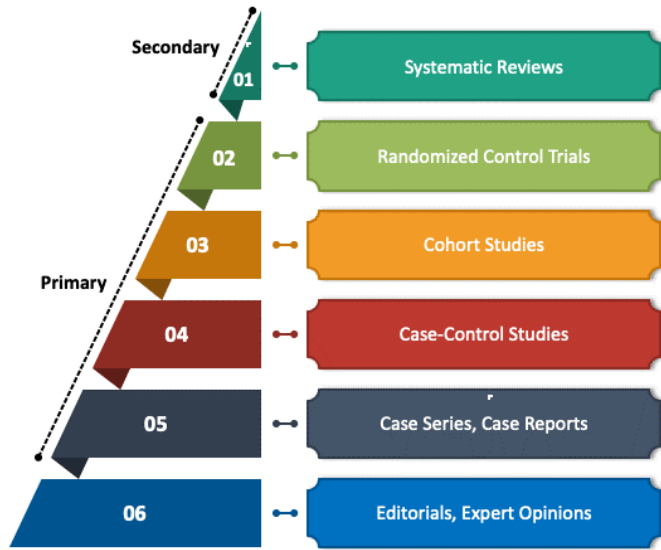 Secondary
01
Systematic Reviews
02
Randomized Control Trials
03
Cohort Studies
Primary
04
Case-Control Studies
05
Case Series, Case Reports
06
Editorials, Expert Opinions